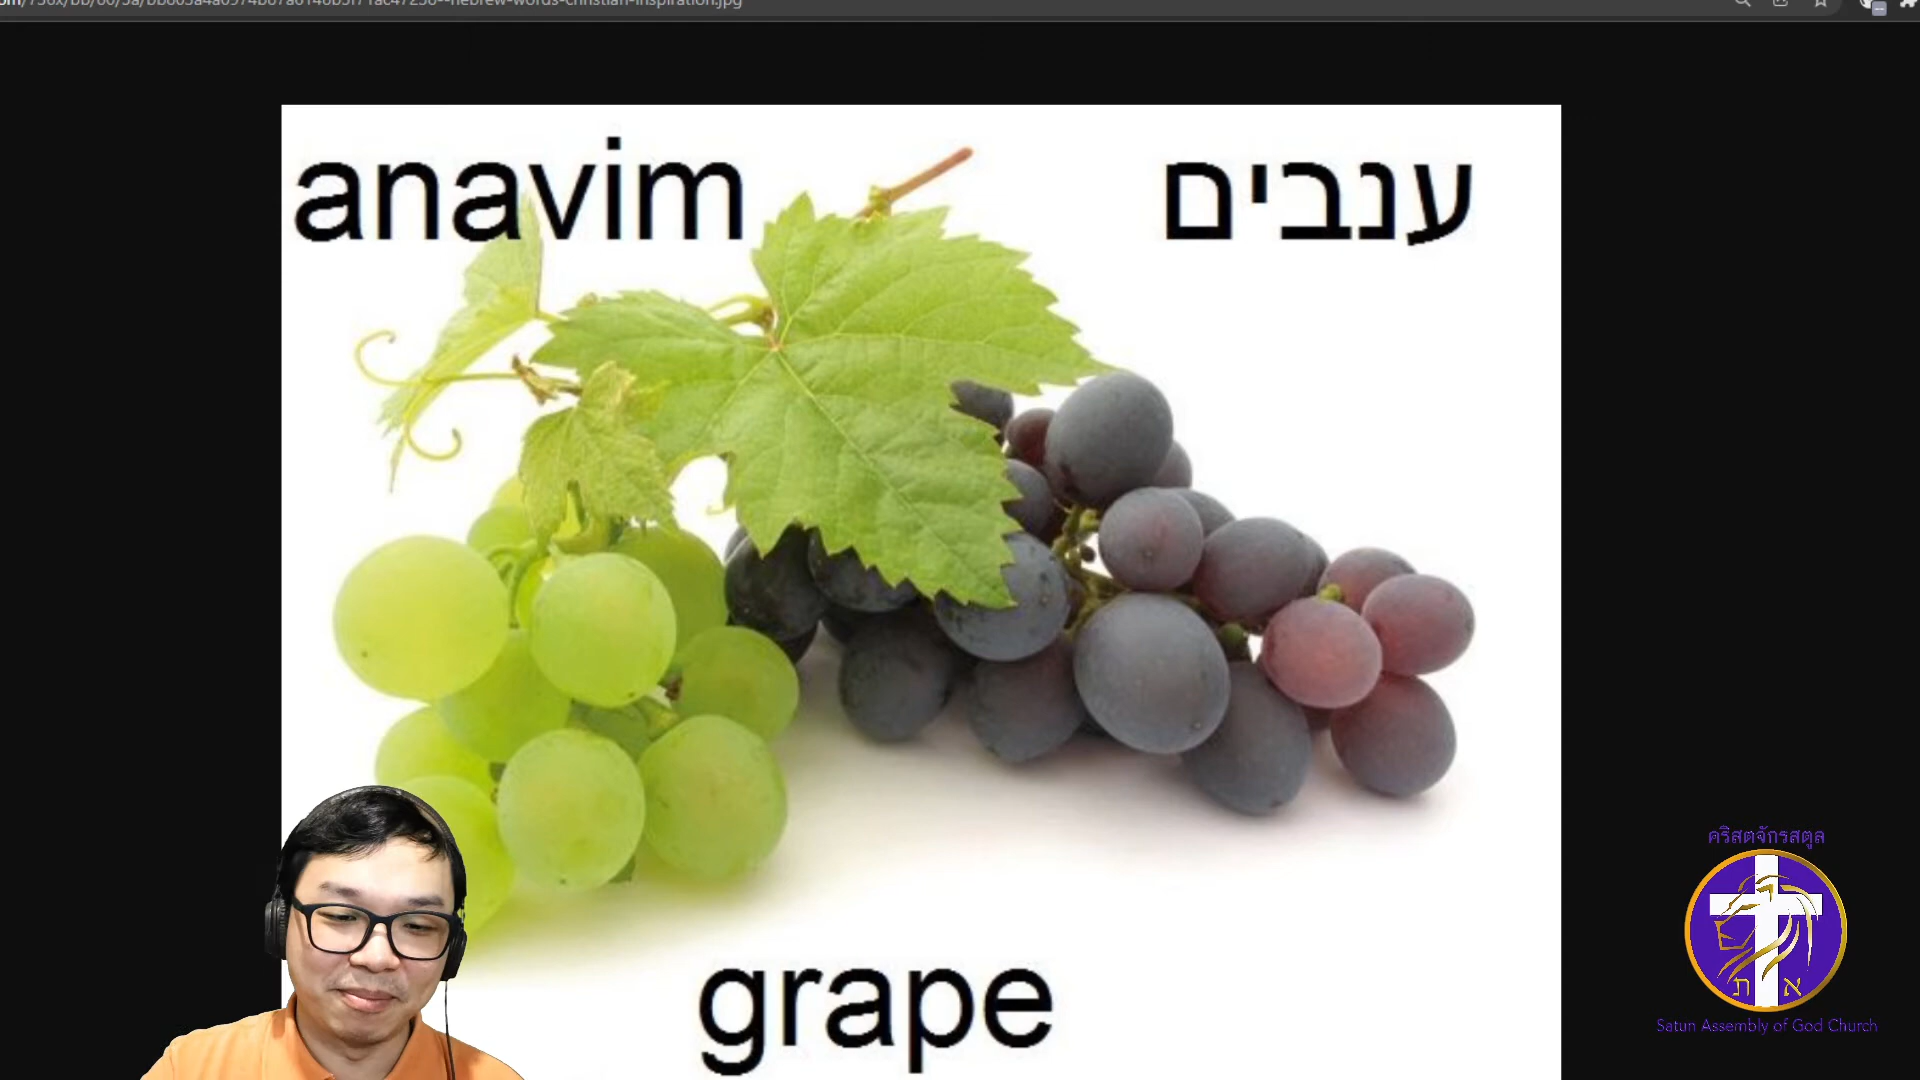 anavim
ענבים
grape
คริสตจักรสตูล
ת א
Satun Assembly of God Church